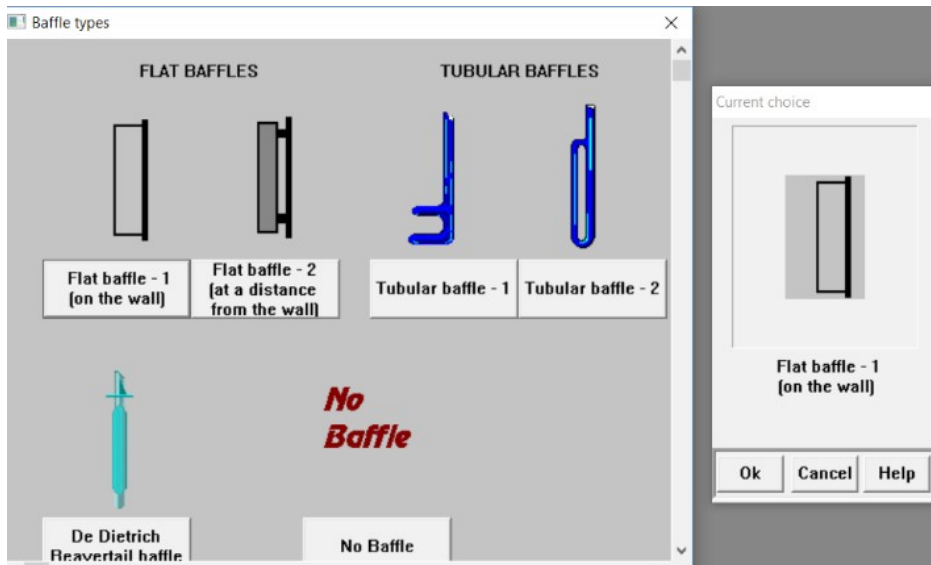 Baffle types
FLAT BAFFLES
TUBULAR BAFFLES
Flat baffle - 1
(on the wall)
Flat baffle - 2
(at a distance
from the wall)
Tubular baffle - 1
Tubular baffle - 2
No
Baffle
De Dietrich
Beavertail baffle
No Baffle
Current choice
Flat baffle - 1
(on the wall)
Ok
Cancel
Help